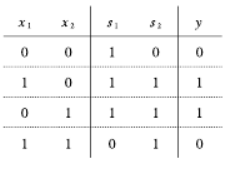 x1 x2 s1 s2 y
0 0 1 0 0
1 0 1 1 1
0 1 1 1 1
1 1 0 1 0